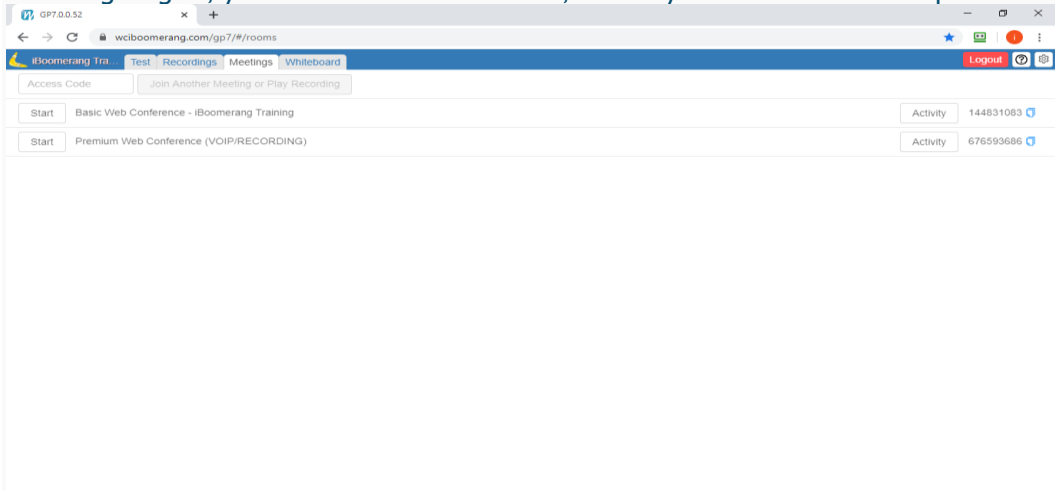 GP7.0.0.52
wciboomerang.com/gp7/#/rooms
iBoomerang Tra... Test Recordings Meetings Whiteboard Logout
Access Code Join Another Meeting or Play Recording
Start Basic Web Conference - iBoomerang Training Activity 144831083
Start Premium Web Conference (VOIP/RECORDING) Activity 676593686